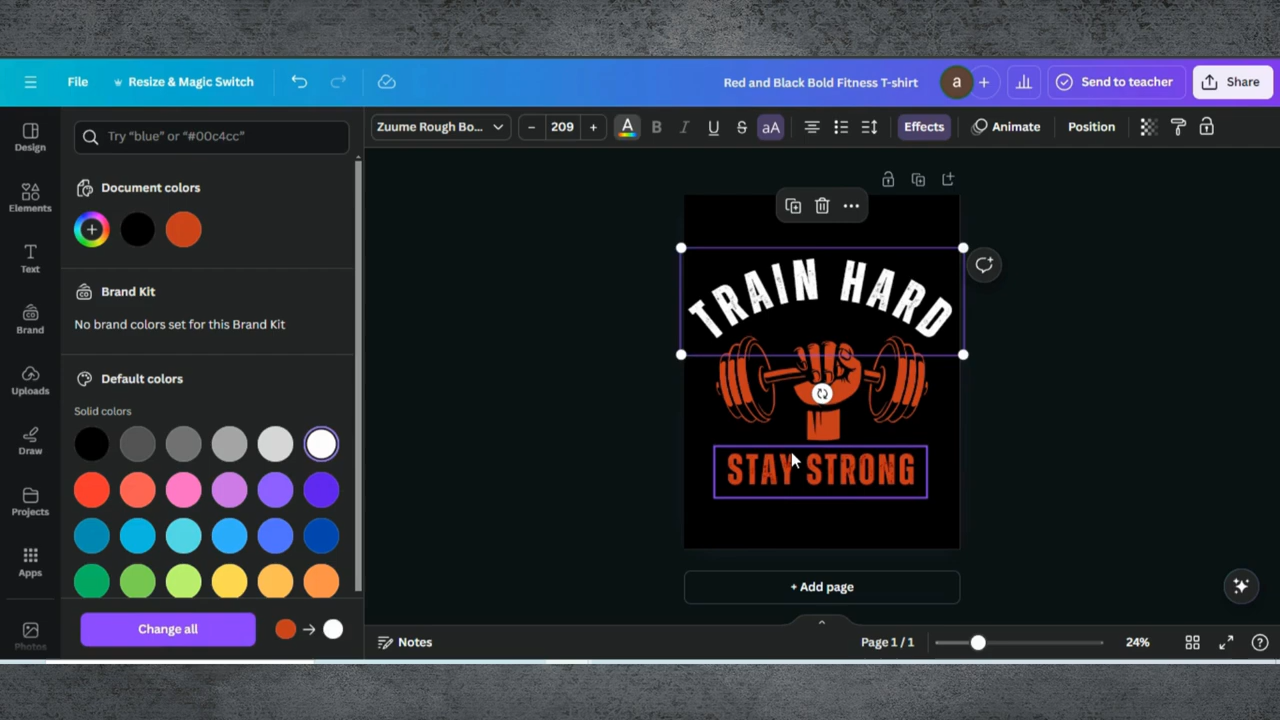 File
Resize & Magic Switch
Red and Black Bold Fitness T-shirt
a
Send to teacher
Share
Design
Elements
Text
Brand
Uploads
Draw
Projects
Apps
Photos
Try “blue” or “#00c4cc”
Document colors
Brand Kit
No brand colors set for this Brand Kit
Default colors
Solid colors
Change all
Zuume Rough Bo...
209
A
B
I
U
S
aA
Effects
Animate
Position
TRAIN HARD
STAY STRONG
+ Add page
Notes
Page 1 / 1
24%